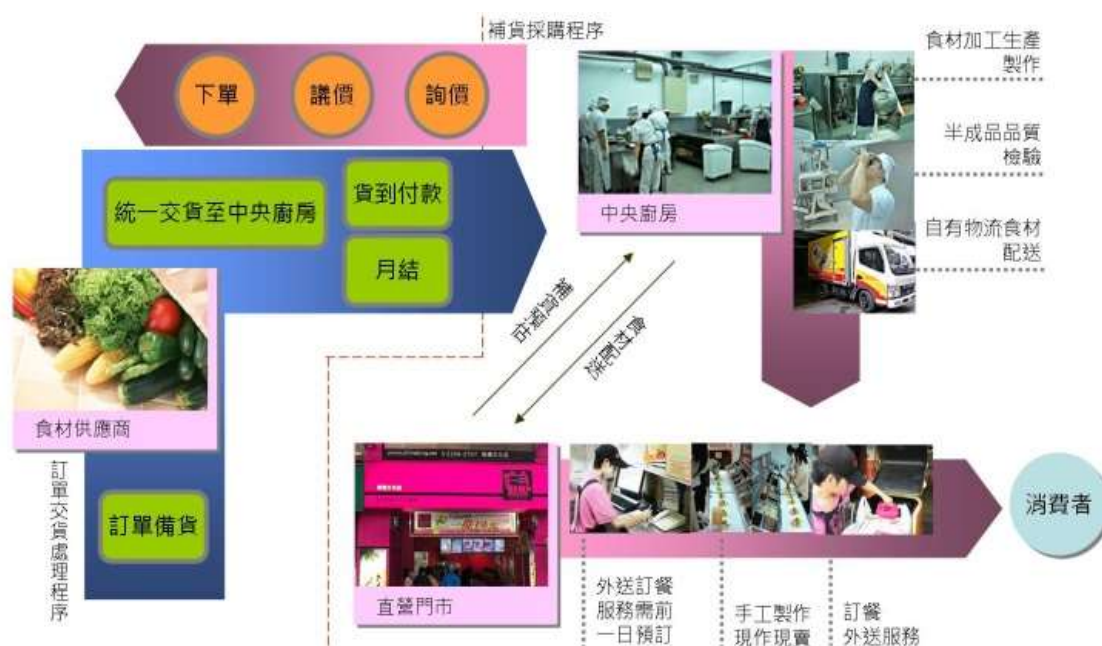 補貨採購程序
下單
議價
詢價
統一交貨至中央廚房
貨到付款
月結
食材供應商
訂單備貨
訂單交貨處理程序
中央廚房
食材加工生產
製作
半成品品質
檢驗
自有物流食材
配送
補貨預估
食材配送
直營門市
外送訂餐
服務需前
一日預訂
手工製作
現作現賣
訂餐
外送服務
消費者